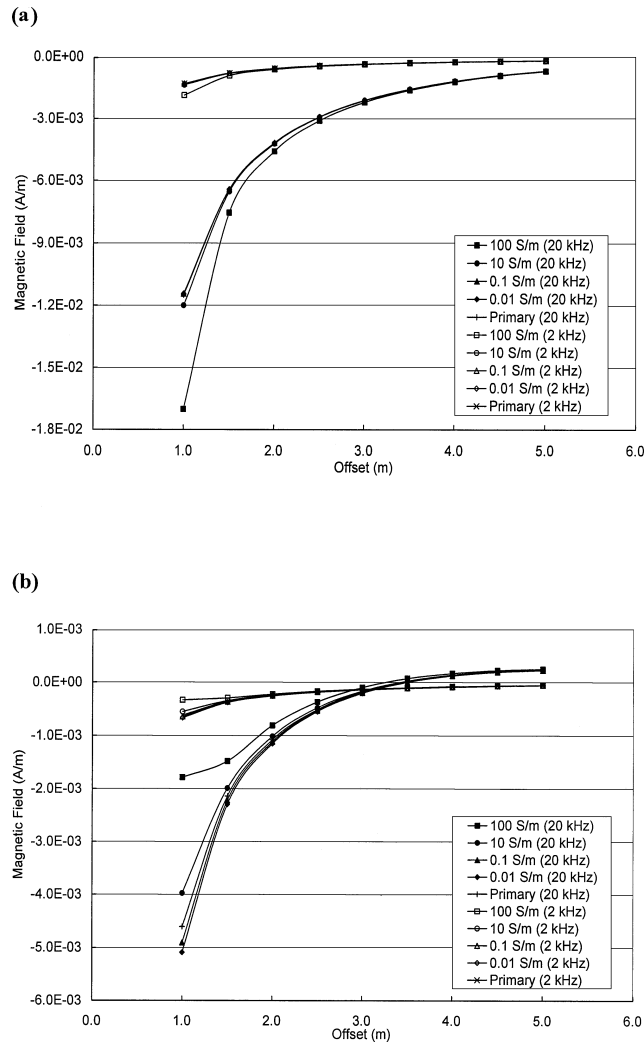 (a)
0.0E+00
-3.0E-03
-6.0E-03
-9.0E-03
-1.2E-02
-1.5E-02
-1.8E-02
Magnetic Field (A/m)
100 S/m (20 kHz)
10 S/m (20 kHz)
0.1 S/m (20 kHz)
0.01 S/m (20 kHz)
Primary (20 kHz)
100 S/m (2 kHz)
10 S/m (2 kHz)
0.1 S/m (2 kHz)
0.01 S/m (2 kHz)
Primary (2 kHz)
0.0 1.0 2.0 3.0 4.0 5.0 6.0
Offset (m)
(b)
1.0E-03
0.0E+00
-1.0E-03
-2.0E-03
-3.0E-03
-4.0E-03
-5.0E-03
-6.0E-03
Magnetic Field (A/m)
100 S/m (20 kHz)
10 S/m (20 kHz)
0.1 S/m (20 kHz)
0.01 S/m (20 kHz)
Primary (20 kHz)
100 S/m (2 kHz)
10 S/m (2 kHz)
0.1 S/m (2 kHz)
0.01 S/m (2 kHz)
Primary (2 kHz)
0.0 1.0 2.0 3.0 4.0 5.0 6.0
Offset (m)